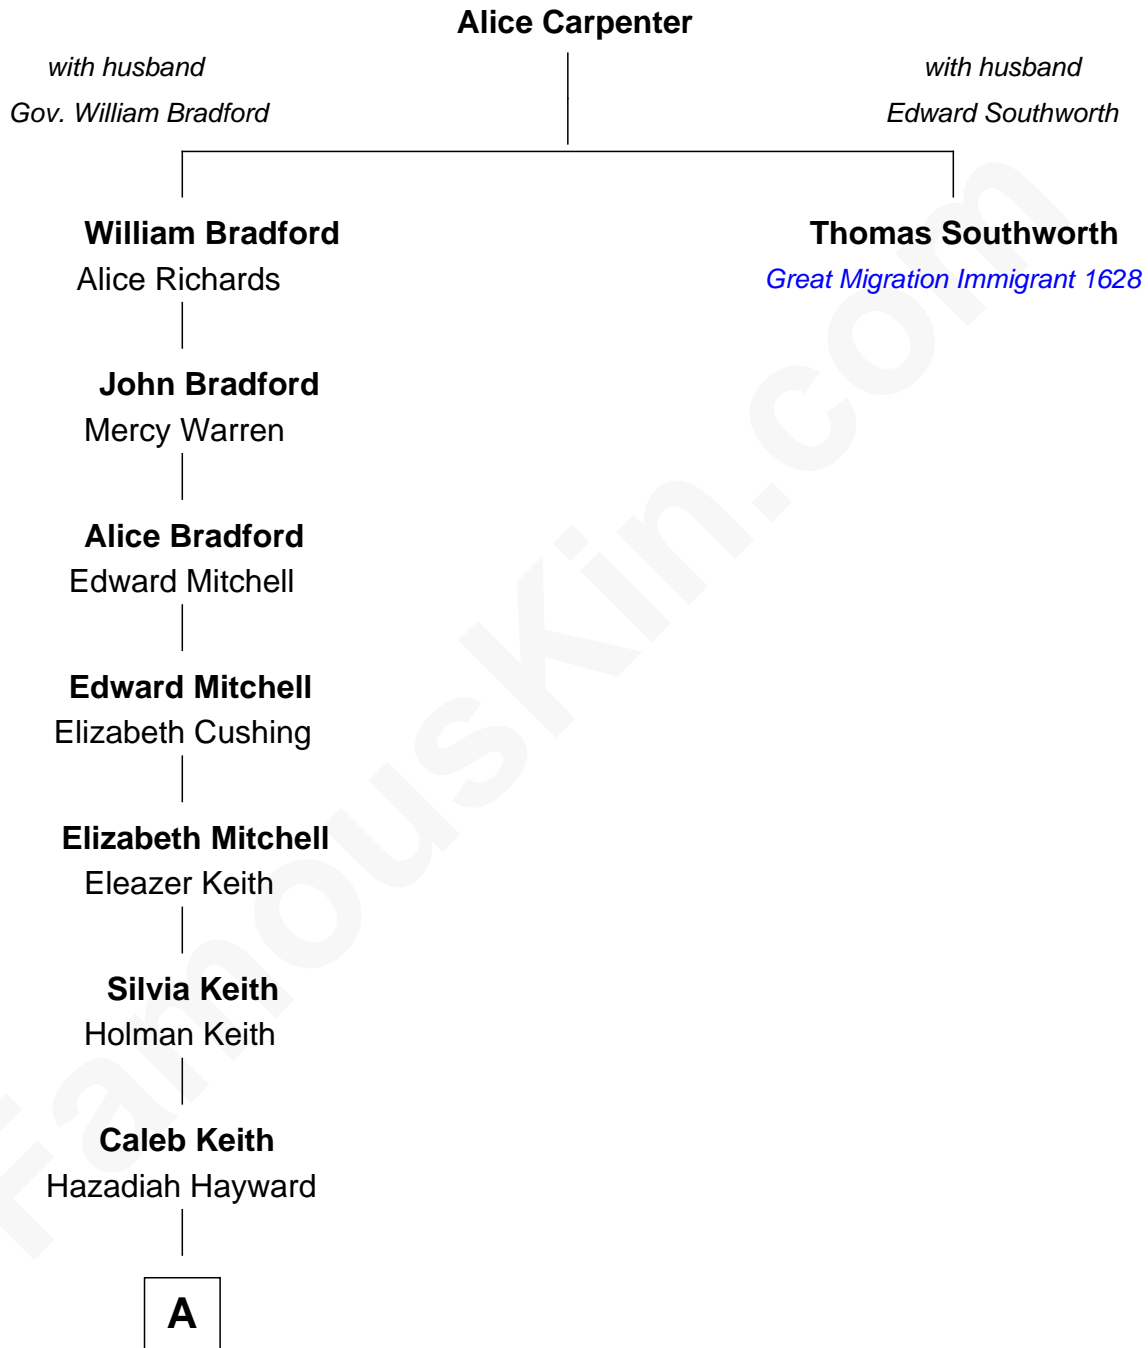 Alice Carpenter
with husband
Gov. William Bradford
with husband
Edward Southworth
William Bradford
Alice Richards
Thomas Southworth
Great Migration Immigrant 1628
John Bradford
Mercy Warren
Alice Bradford
Edward Mitchell
Edward Mitchell
Elizabeth Cushing
Elizabeth Mitchell
Eleazer Keith
Silvia Keith
Holman Keith
Caleb Keith
Hazadiah Hayward
A
FamousKin.com